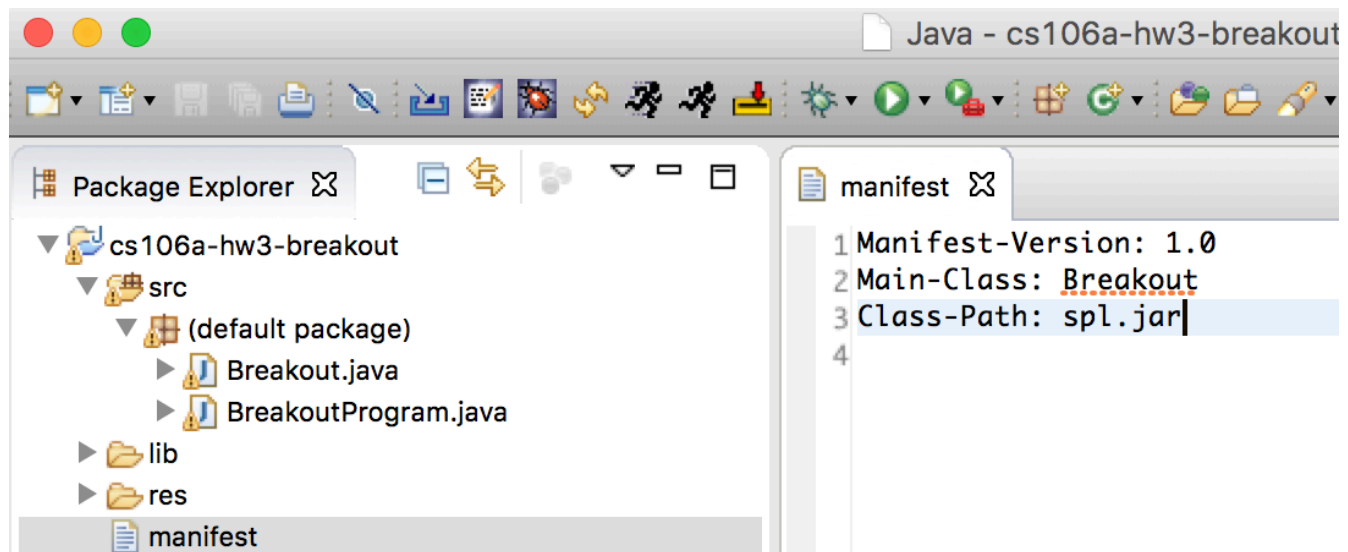 Java - cs106a-hw3-breakout
Package Explorer
manifest
cs106a-hw3-breakout
src
(default package)
Breakout.java
BreakoutProgram.java
lib
res
manifest
1 Manifest-Version: 1.0
2 Main-Class: Breakout
3 Class-Path: spl.jar
4